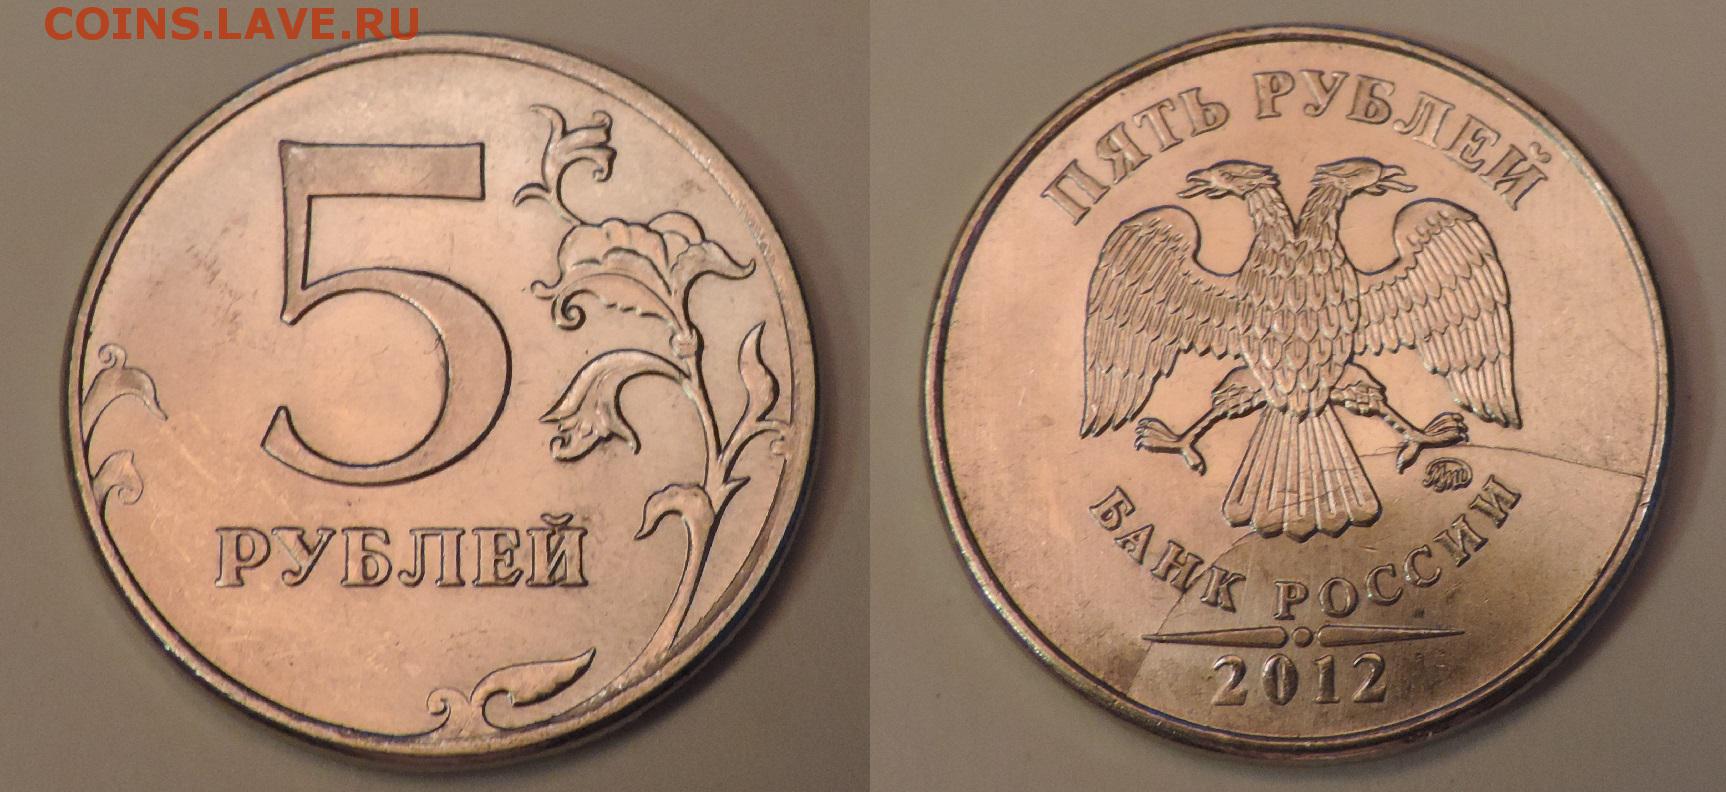 COINS.LAVE.RU
5
РУБЛЕЙ
ПЯТЬ РУБЛЕЙ
БАНК РОССИИ
2012